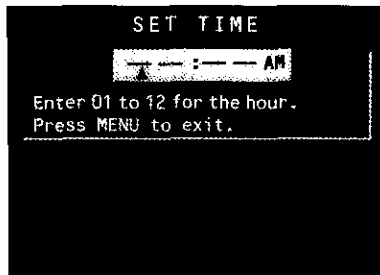 SET TIME
– – : – – AM
Enter 01 to 12 for the hour.
Press MENU to exit.